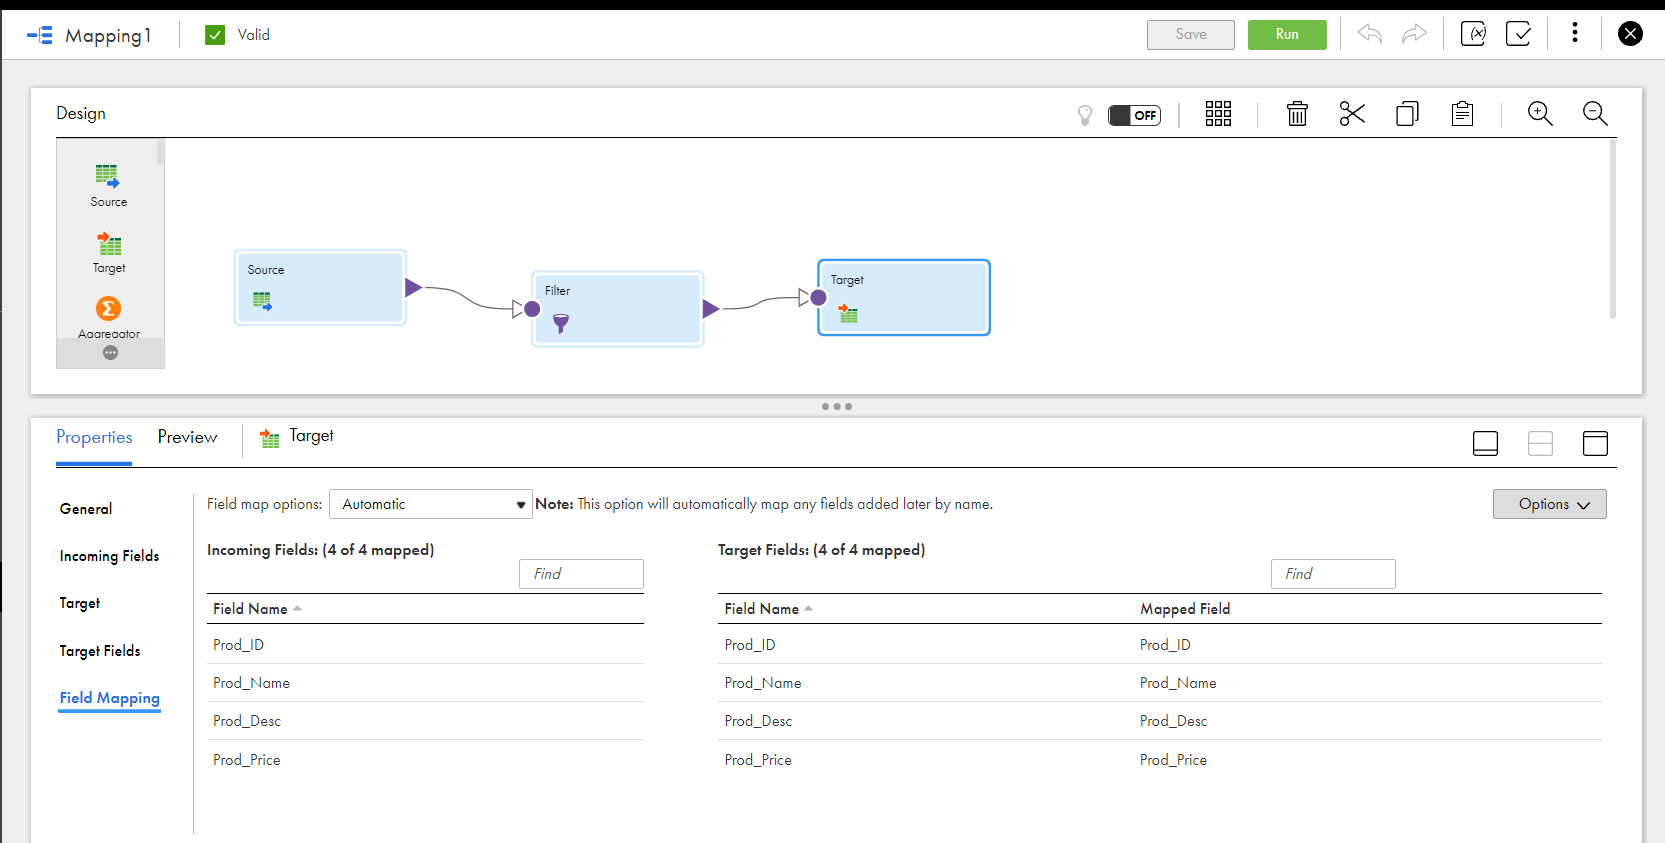 Mapping1
Valid
Save
Run
Design
OFF
Source
Target
Aggregator
Source
Filter
Target
Properties
Preview
Target
General
Incoming Fields
Target
Target Fields
Field Mapping
Field map options:
Automatic
Note: This option will automatically map any fields added later by name.
Options
Incoming Fields: (4 of 4 mapped)
Find
Field Name
Prod_ID
Prod_Name
Prod_Desc
Prod_Price
Target Fields: (4 of 4 mapped)
Find
Field Name Mapped Field
Prod_ID Prod_ID
Prod_Name Prod_Name
Prod_Desc Prod_Desc
Prod_Price Prod_Price